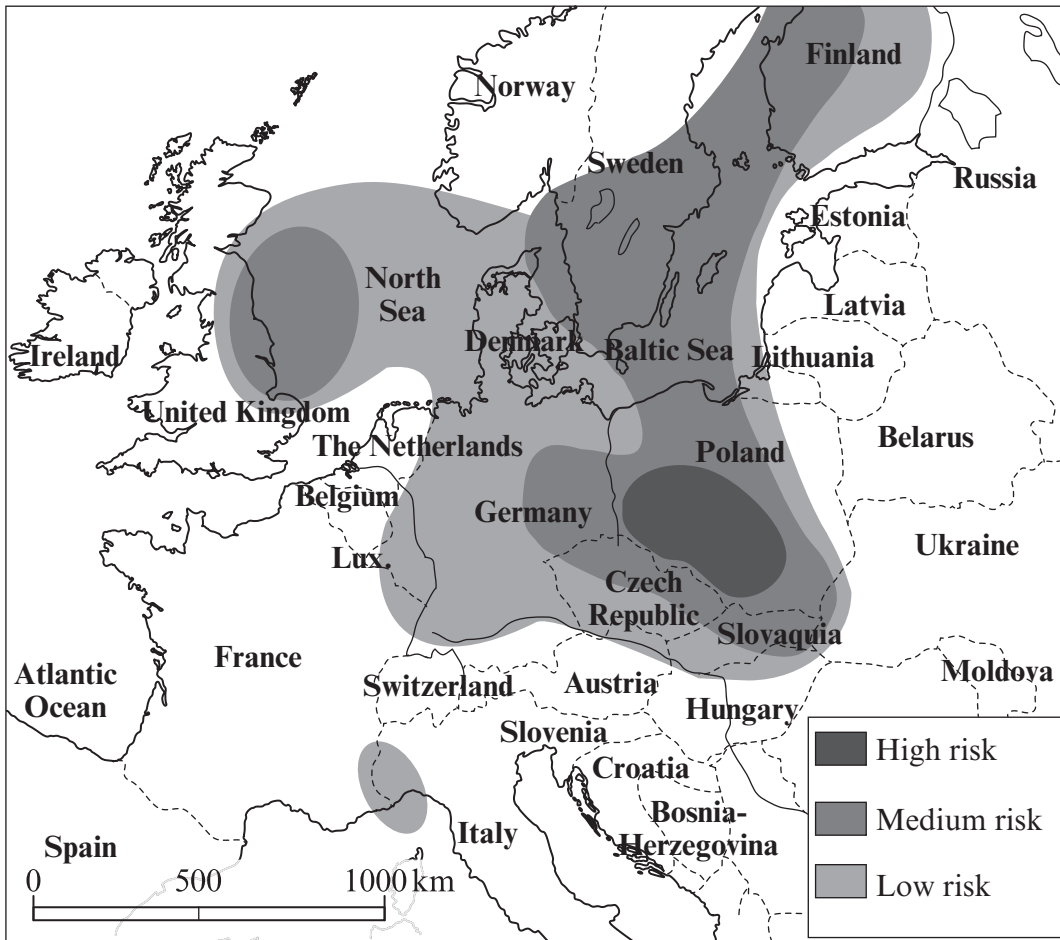 Finland
Norway
Sweden
Russia
Estonia
North
Sea
Latvia
Denmark
Baltic Sea
Lithuania
Ireland
United Kingdom
The Netherlands
Poland
Belarus
Belgium
Germany
Ukraine
Lux.
Czech
Republic
Slovaquia
France
Atlantic
Ocean
Switzerland
Austria
Moldova
Hungary
Slovenia
Croatia
Bosnia-
Herzegovina
Italy
Spain
0 500 1000 km
High risk
Medium risk
Low risk